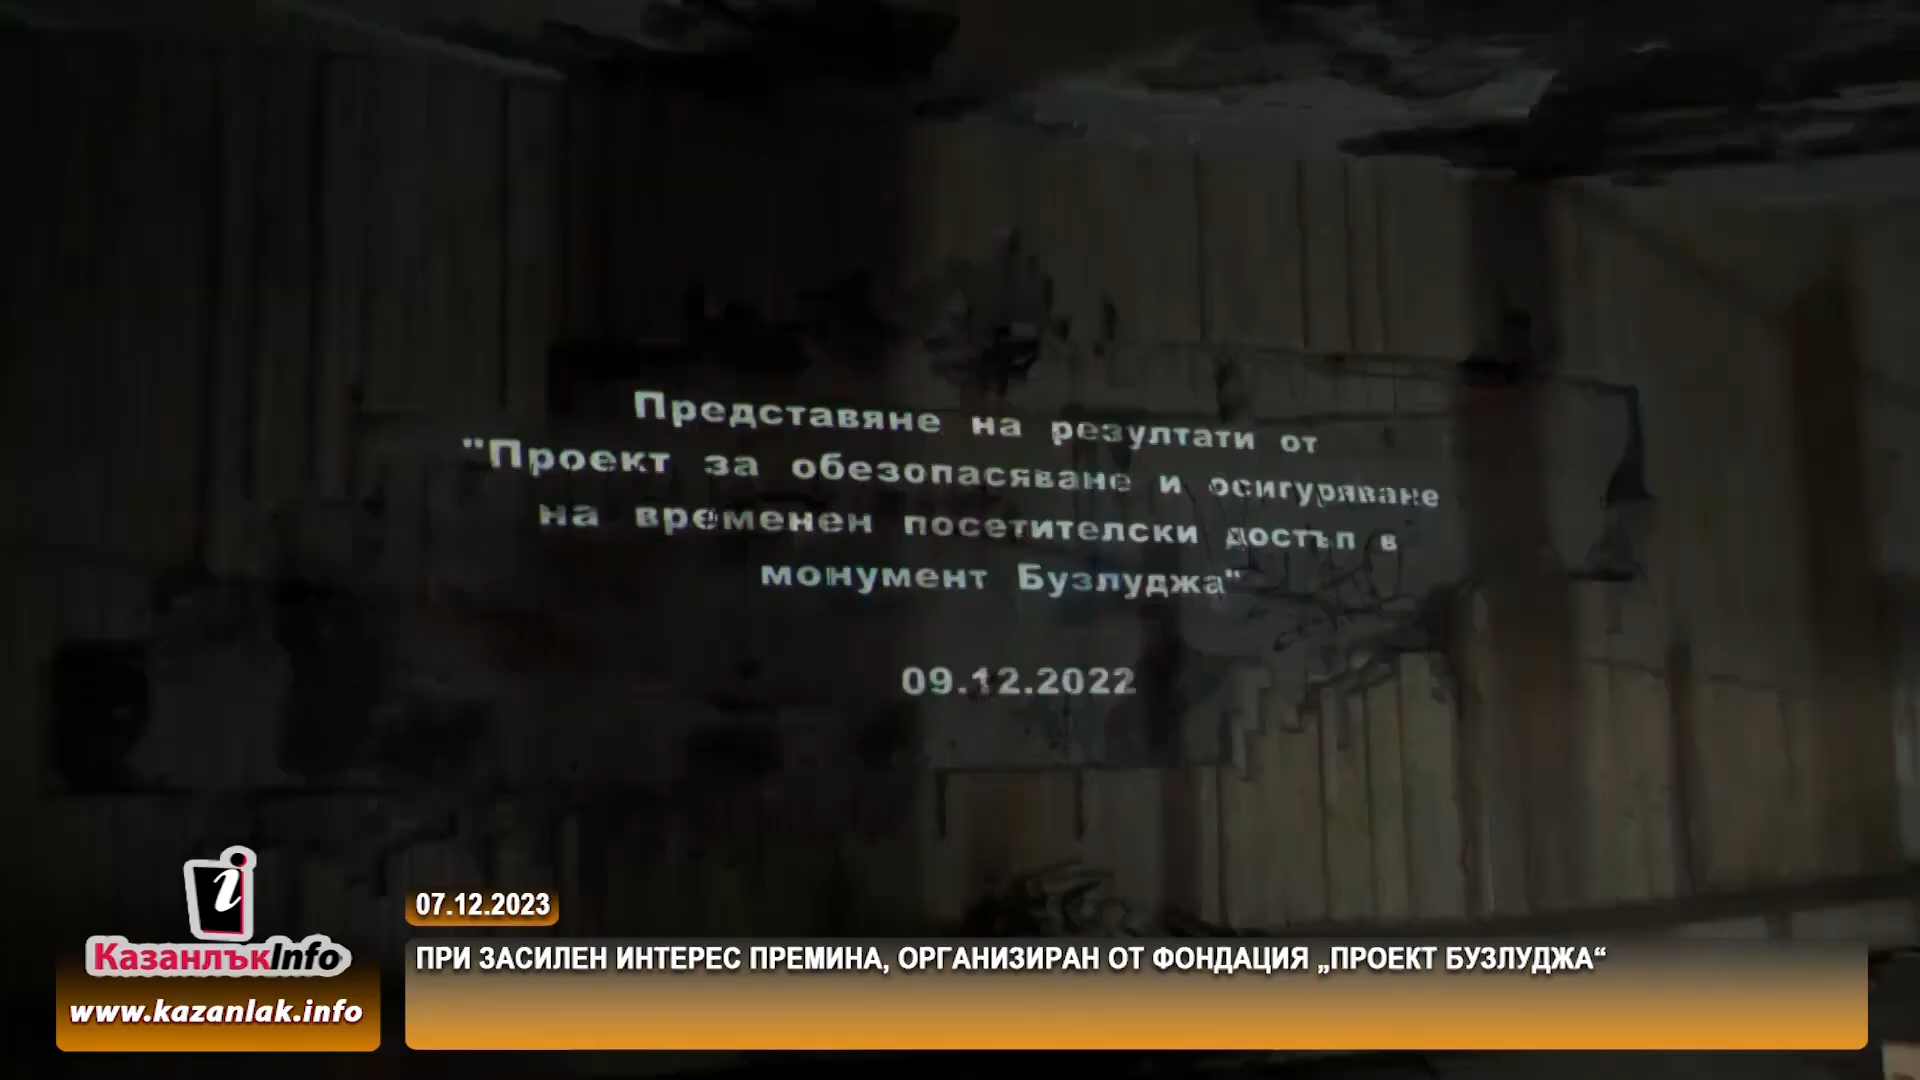 Представяне на резултати от
"Проект за обезопасяване и осигуряване
на временен посетителски достъп в
монумент Бузлуджа"
09.12.2022
07.12.2023
ПРИ ЗАСИЛЕН ИНТЕРЕС ПРЕМИНА, ОРГАНИЗИРАН ОТ ФОНДАЦИЯ „ПРОЕКТ БУЗЛУДЖА“
i
КазанлъкInfo
www.kazanlak.info